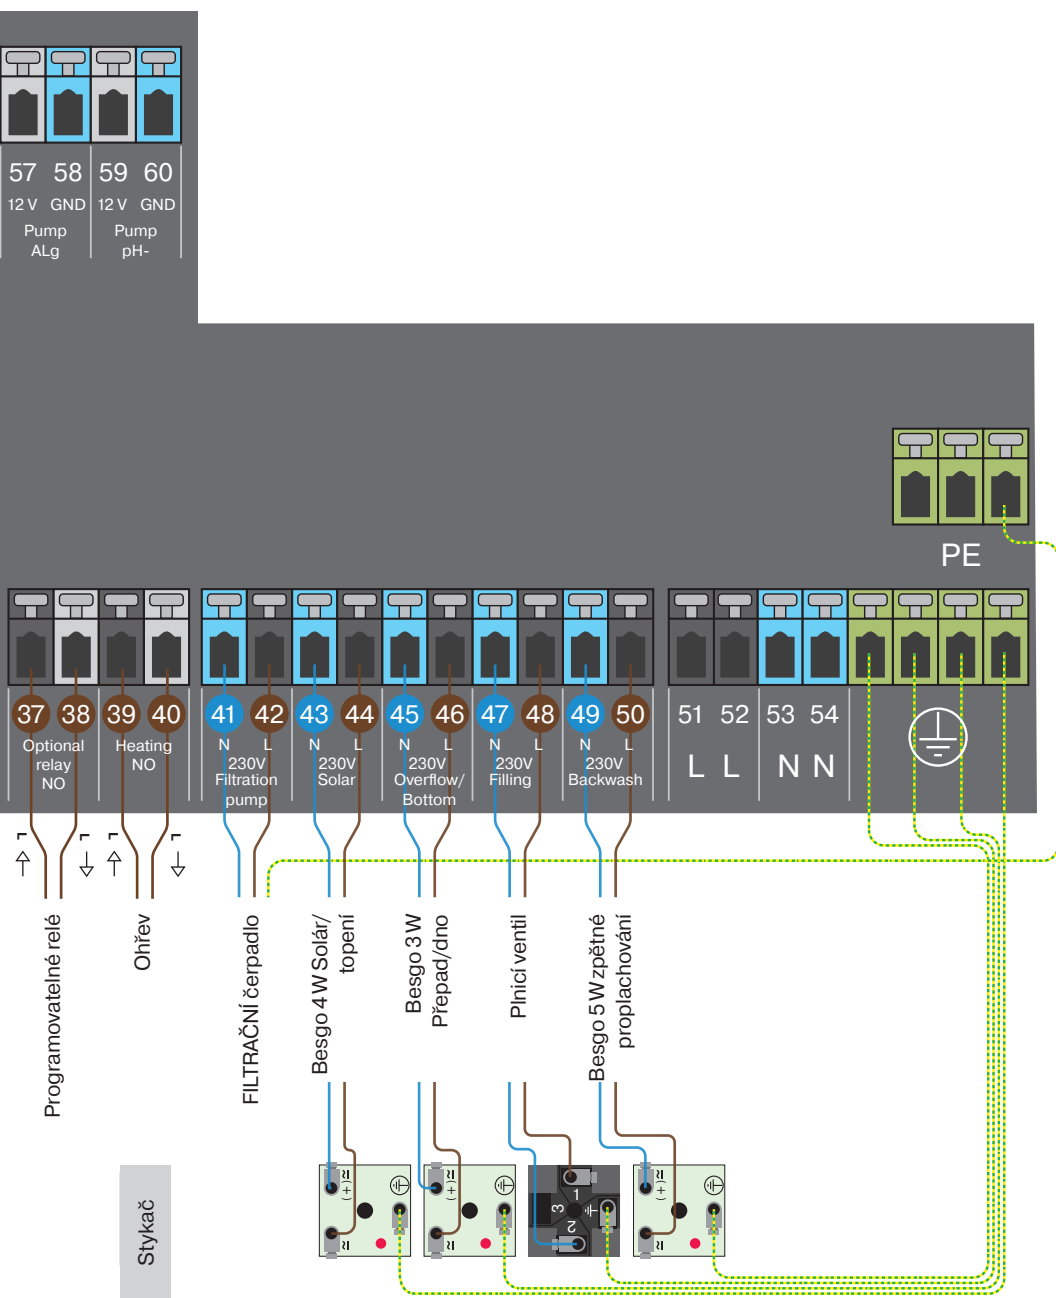 57 58 59 60
12 V GND 12 V GND
Pump Pump
ALg pH-
PE
37 38 39 40 41 42 43 44 45 46 47 48 49 50 51 52 53 54
Optional
relay
NO
Heating
NO
N L
230V
Filtration
pump
N L
230V
Solar
N L
230V
Overflow/
Bottom
N L
230V
Filling
N L
230V
Backwash
L L N N
L L L L
Programovatelné relé
Ohřev
FILTRAČNÍ čerpadlo
Besgo 4 W Solár/
topení
Besgo 3 W
Přepad/dno
Plnicí ventil
Besgo 5 W zpětné
proplachování
Stykač
≈ (+)
≈
≈ (+)
≈
1
3
2
≈ (+)
≈